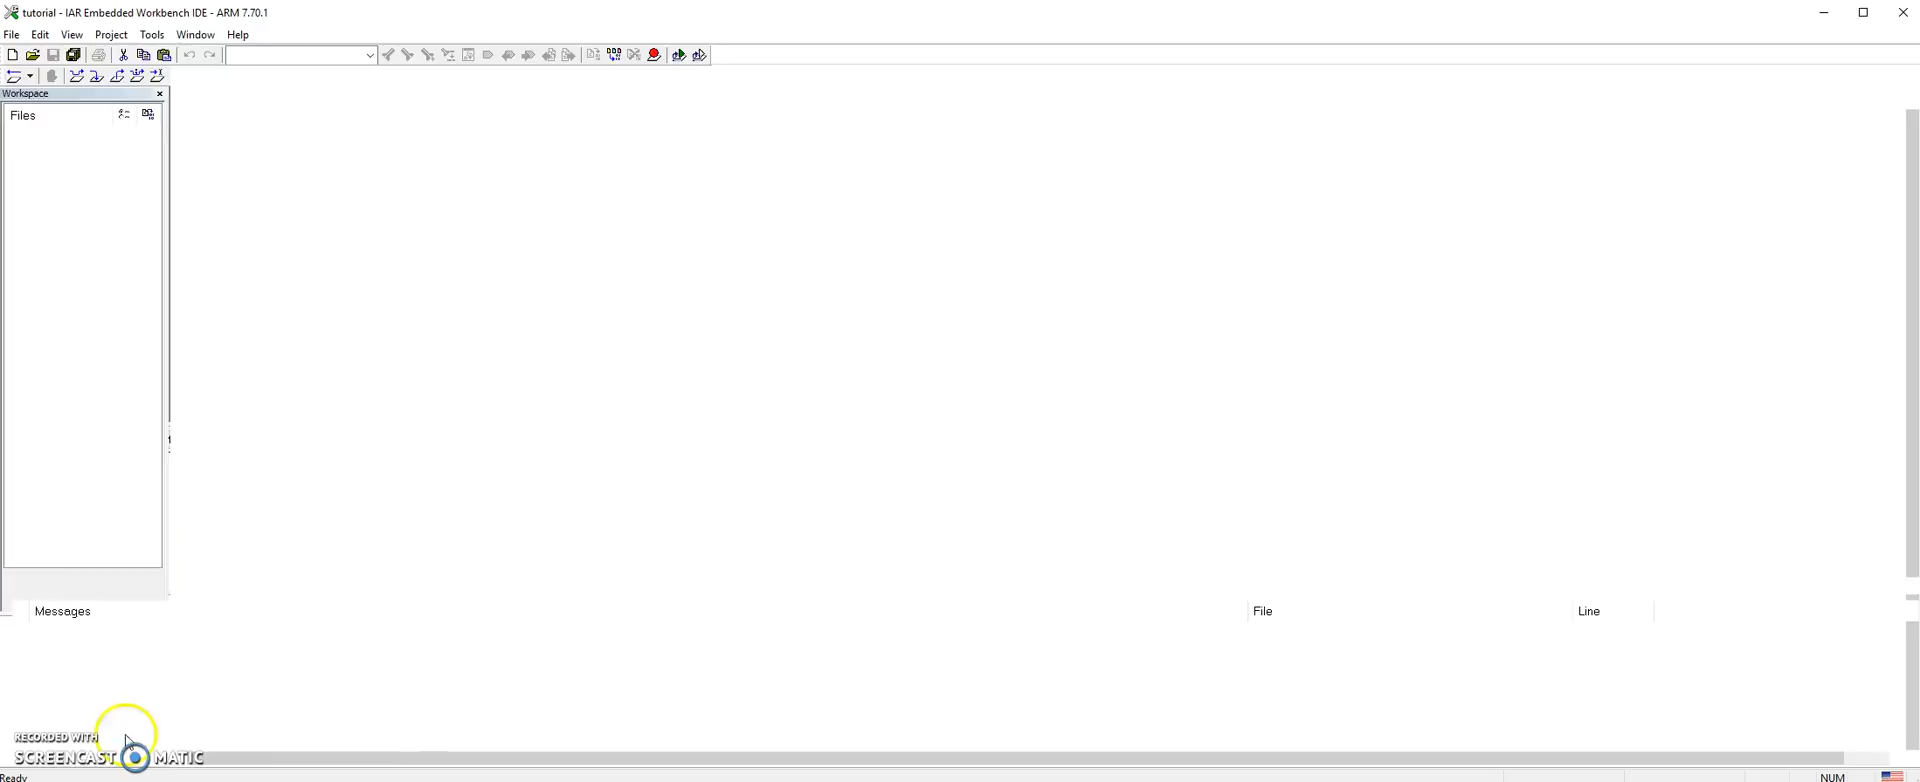 tutorial - IAR Embedded Workbench IDE - ARM 7.70.1
File Edit View Project Tools Window Help
Workspace
Files
Messages File Line
RECORDED WITH
SCREENCAST MATIC
Ready NUM